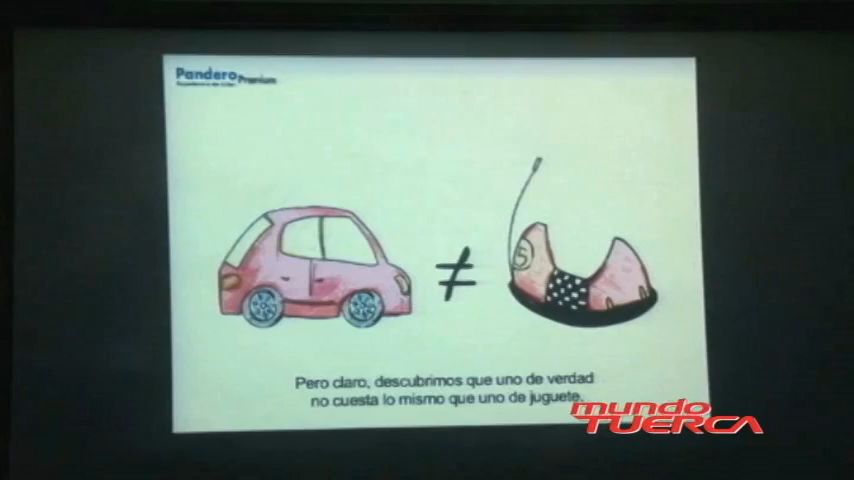 Pandero Premium
≠
5
Pero claro, descubrimos que uno de verdad
no cuesta lo mismo que uno de juguete.
mundo
TUERCA